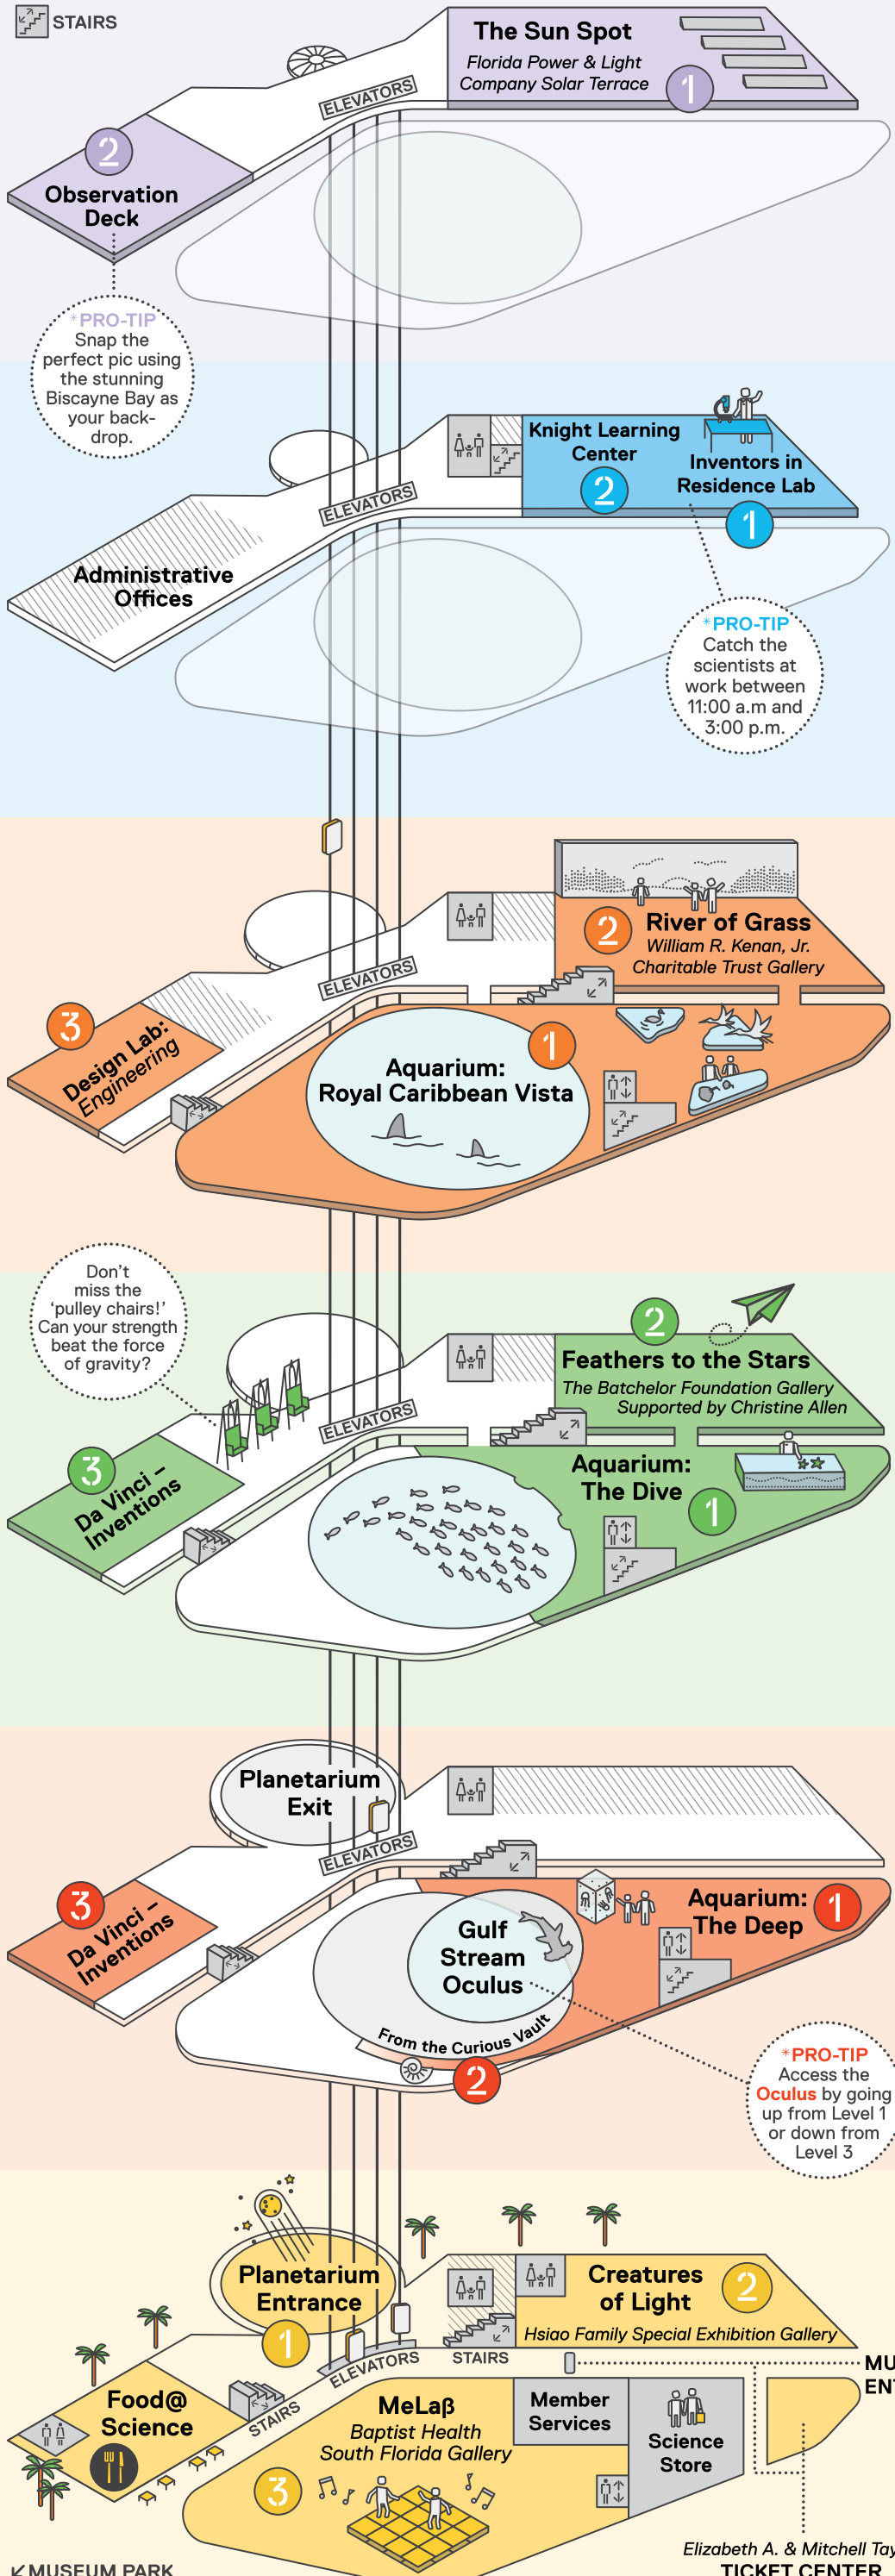 STAIRS
The Sun Spot
Florida Power & Light
Company Solar Terrace
1
ELEVATORS
2
Observation
Deck
*PRO-TIP
Snap the
perfect pic using
the stunning
Biscayne Bay as
your back-
drop.
Knight Learning
Center
2
Inventors in
Residence Lab
1
ELEVATORS
Administrative
Offices
*PRO-TIP
Catch the
scientists at
work between
11:00 a.m and
3:00 p.m.
2
River of Grass
William R. Kenan, Jr.
Charitable Trust Gallery
ELEVATORS
3
Design Lab:
Engineering
1
Aquarium:
Royal Caribbean Vista
Don't
miss the
'pulley chairs!'
Can your strength
beat the force
of gravity?
2
Feathers to the Stars
The Batchelor Foundation Gallery
Supported by Christine Allen
ELEVATORS
3
Da Vinci –
Inventions
Aquarium:
The Dive
1
Planetarium
Exit
ELEVATORS
3
Da Vinci –
Inventions
Aquarium:
The Deep
1
Gulf
Stream
Oculus
From the Curious Vault
2
*PRO-TIP
Access the
Oculus by going
up from Level 1
or down from
Level 3
Planetarium
Entrance
1
Creatures
of Light
2
Hsiao Family Special Exhibition Gallery
ELEVATORS
STAIRS
MU
ENT
Food@
Science
STAIRS
MeLaβ
Baptist Health
South Florida Gallery
3
Member
Services
Science
Store
Elizabeth A. & Mitchell Tay
MUSEUM PARK
TICKET CENTER